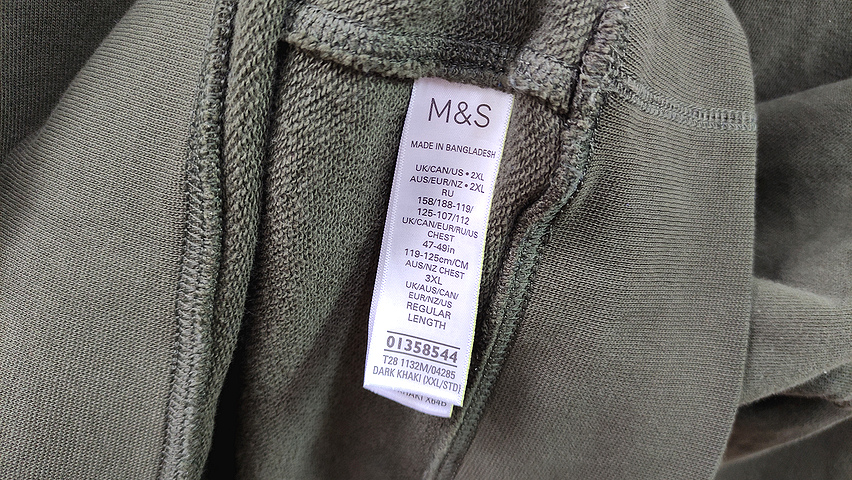 M&S
MADE IN BANGLADESH
UK/CAN/US • 2XL
AUS/EUR/NZ • 2XL
RU
158/188-119/
125-107/112
UK/CAN/EUR/RU/US
CHEST
47-49in
119-125cm/CM
AUS/NZ CHEST
3XL
UK/AUS/CAN/
EUR/NZ/US
REGULAR
LENGTH
01358544
T28 1132M/04285
DARK KHAKI (XXL/STD)